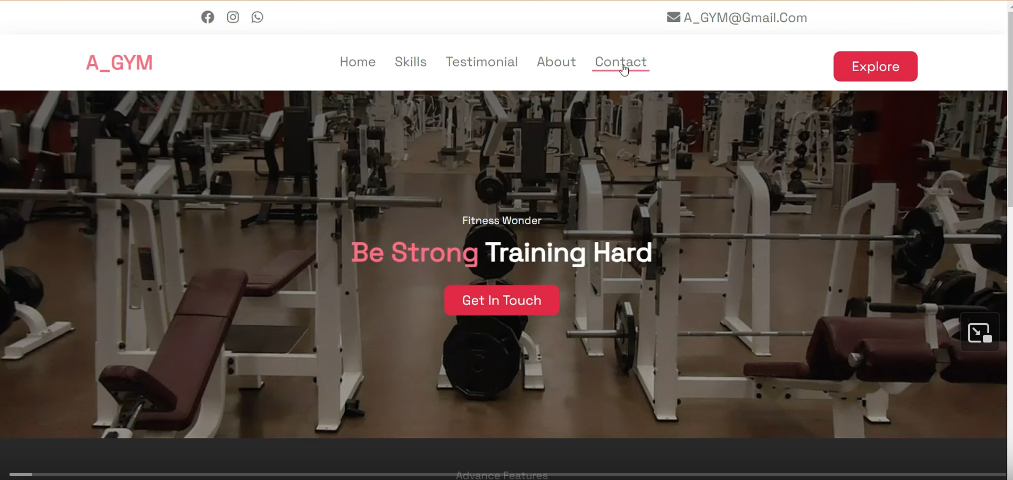 A_GYM@Gmail.Com
A_GYM
Home Skills Testimonial About Contact
Explore
Fitness Wonder
Be Strong Training Hard
Get In Touch
Advance Features